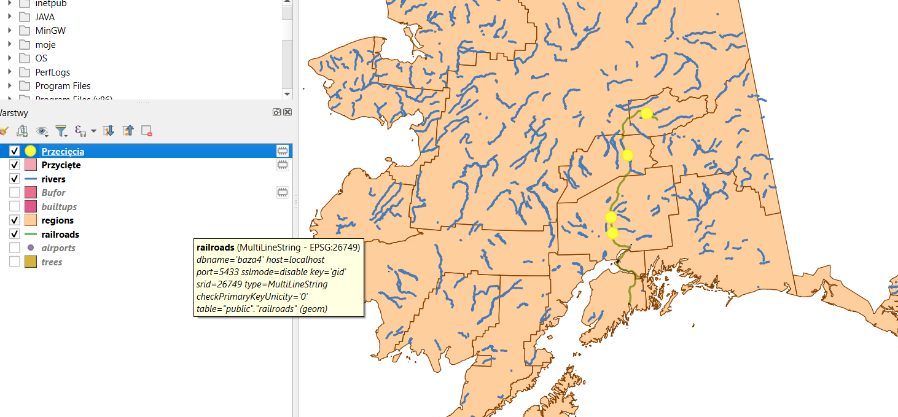 inetpub
JAVA
MinGW
moje
OS
PerfLogs
Program Files
Program Files (x86)
Warstwy
Przecięcia
Przycięte
rivers
Bufor
builtups
regions
railroads
airports
trees
railroads (MultiLineString - EPSG:26749)
dbname='baza4' host=localhost
port=5433 sslmode=disable key='gid'
srid=26749 type=MultiLineString
checkPrimaryKeyUnicity='0'
table="public"."railroads" (geom)